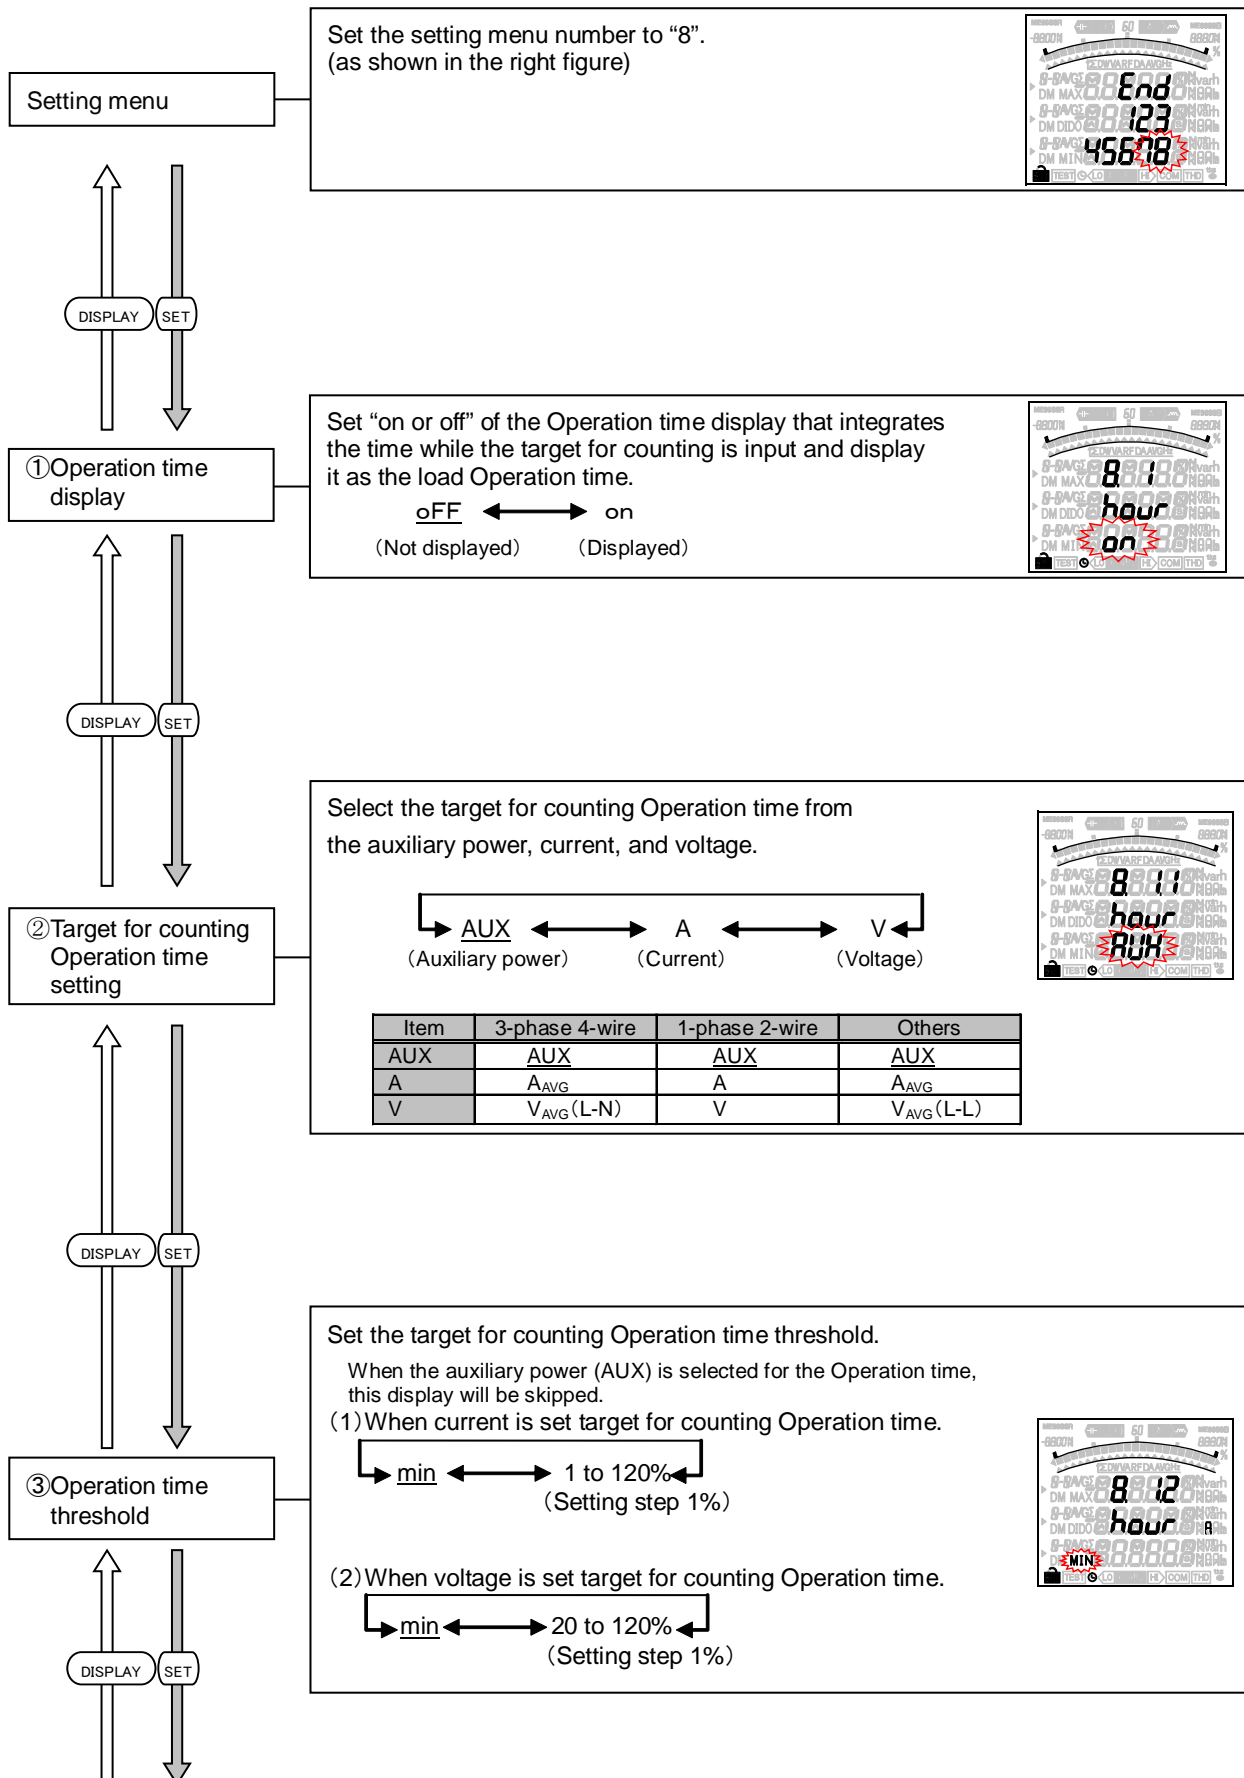 Set the setting menu number to “8”.
(as shown in the right figure)
Setting menu
End
123
45678
DISPLAY SET
Set “on or off” of the Operation time display that integrates
the time while the target for counting is input and display
it as the load Operation time.
oFF on
(Not displayed) (Displayed)
①Operation time
display
8.1
hour
on
DISPLAY SET
Select the target for counting Operation time from
the auxiliary power, current, and voltage.
AUX A V
(Auxiliary power) (Current) (Voltage)
②Target for counting
Operation time
setting
8.11
hour
AUX
Item 3-phase 4-wire 1-phase 2-wire Others
AUX AUX AUX AUX
A AAVG A AAVG
V VAVG(L-N) V VAVG(L-L)
DISPLAY SET
Set the target for counting Operation time threshold.
When the auxiliary power (AUX) is selected for the Operation time,
this display will be skipped.
(1)When current is set target for counting Operation time.
min 1 to 120%
(Setting step 1%)
③Operation time
threshold
8.12
hour A
MIN
(2)When voltage is set target for counting Operation time.
min 20 to 120%
(Setting step 1%)
DISPLAY SET